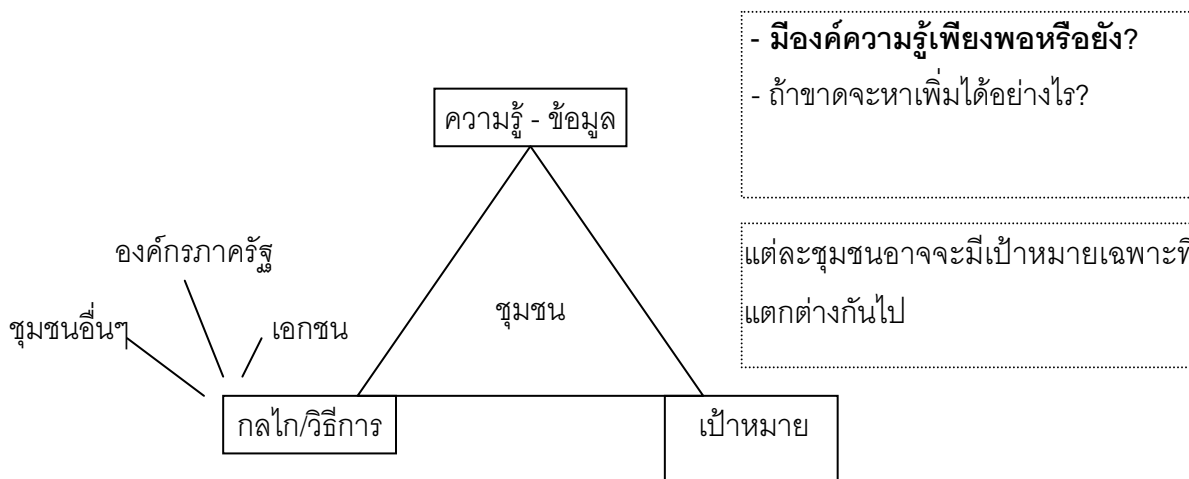 - มีองค์ความรู้เพียงพอหรือยัง?
- ถ้าขาดจะหาเพิ่มได้อย่างไร?
ความรู้ - ข้อมูล
องค์กรภาครัฐ
แต่ละชุมชนอาจจะมีเป้าหมายเฉพาะที
แตกต่างกันไป
ชุมชน
ชุมชนอื่นๆ
เอกชน
กลไก/วิธีการ
เป้าหมาย